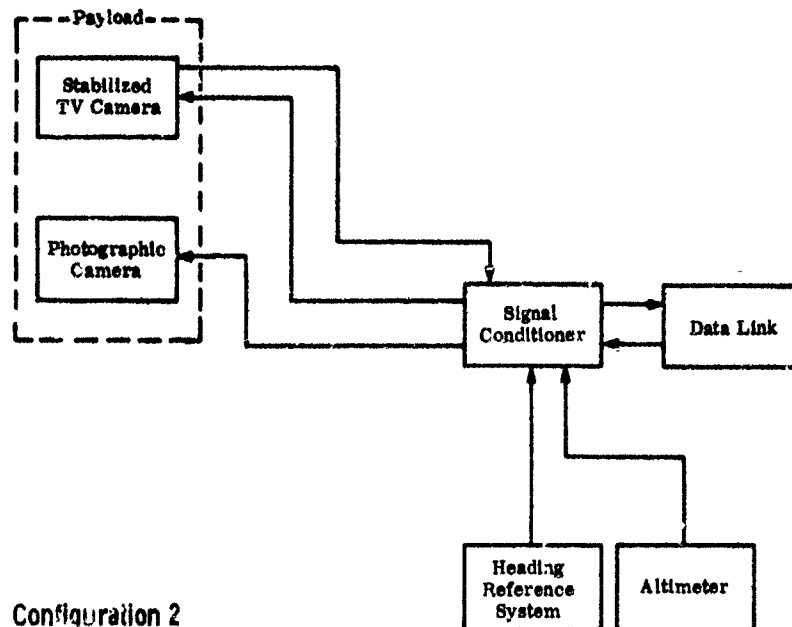 Payload
Stabilized
TV Camera
Photographic
Camera
Signal
Conditioner
Data Link
Heading
Reference
System
Altimeter
Configuration 2